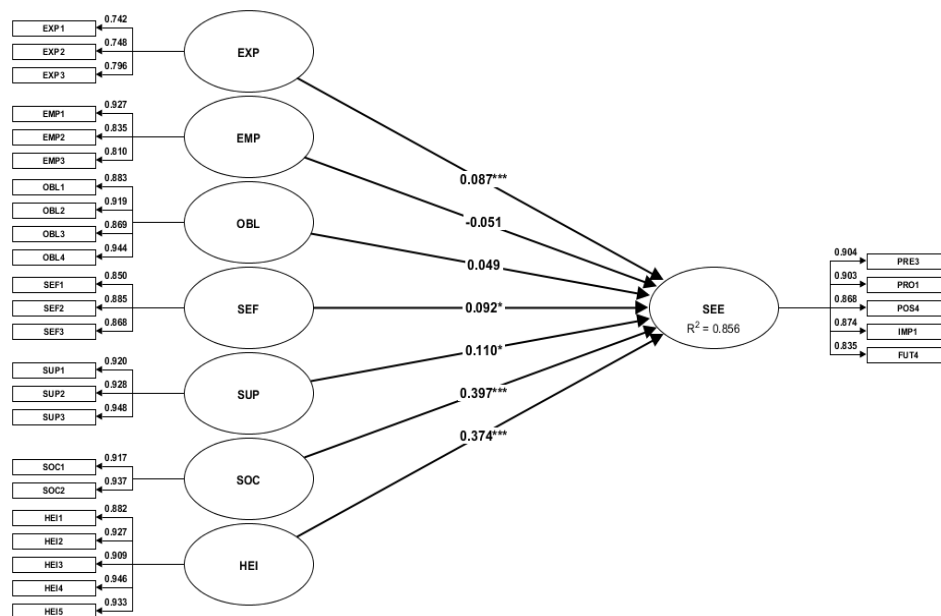 EXP1 0.742
EXP2 0.748
EXP3 0.796
EXP
EMP1 0.927
EMP2 0.835
EMP3 0.810
EMP
OBL1 0.883
OBL2 0.919
OBL3 0.869
OBL4 0.944
OBL
SEF1 0.850
SEF2 0.885
SEF3 0.868
SEF
SUP1 0.920
SUP2 0.928
SUP3 0.948
SUP
SOC1 0.917
SOC2 0.937
SOC
HEI1 0.882
HEI2 0.927
HEI3 0.909
HEI4 0.946
HEI5 0.933
HEI
0.087***
-0.051
0.049
0.092*
0.110*
0.397***
0.374***
SEE
R² = 0.856
0.904 PRE3
0.903 PRO1
0.868 POS4
0.874 IMP1
0.835 FUT4